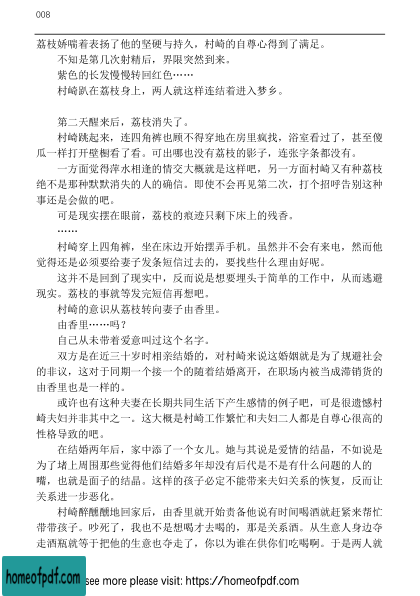 008
荔枝娇喘着表扬了他的坚硬与持久，村崎的自尊心得到了满足。
不知是第几次射精后，界限突然到来。
紫色的长发慢慢转回红色……
村崎趴在荔枝身上，两人就这样连结着进入梦乡。
第二天醒来后，荔枝消失了。
村崎跳起来，连四角裤也顾不得穿地在房里疯找，浴室看过了，甚至傻
瓜一样打开壁橱看了看。可出哪也没有荔枝的影子，连张字条都没有。
一方面觉得萍水相逢的情交大概就是这样吧，另一方面村崎又有种荔枝
绝不是那种默默消失的人的确信。即使不会再见第二次，打个招呼告别这种
事还是会做的吧。
可是现实摆在眼前，荔枝的痕迹只剩下床上的残香。
……
村崎穿上四角裤，坐在床边开始摆弄手机。虽然并不会有来电，然而他
觉得还是必须要给妻子发条短信过去的，要找些什么理由好呢。
这并不是回到了现实中，反而说是想要埋头于简单的工作中，从而逃避
现实。荔枝的事就等发完短信再想吧。
村崎的意识从荔枝转向妻子由香里。
由香里……吗？
自己从未带着爱意叫过这个名字。
双方是在近三十岁时相亲结婚的，对村崎来说这婚姻就是为了规避社会
的非议，这对于同期一个接一个的随着结婚离开，在职场内被当成滞销货的
由香里也是一样的。
或许也有这种夫妻在长期共同生活下产生感情的例子吧，可是很遗憾村
崎夫妇并非其中之一。这大概是村崎工作繁忙和夫妇二人都是自尊心很高的
性格导致的吧。
在结婚两年后，家中添了一个女儿。她与其说是爱情的结晶，不如说是
为了堵上周围那些觉得他们结婚多年却没有后代是不是有什么问题的人的
嘴，也就是面子的结晶。这样的孩子必定不能带来夫妇关系的恢复，反而让
关系进一步恶化。
村崎醉醺醺地回家后，由香里就开始责备他说有时间喝酒就赶紧来帮忙
带带孩子。吵死了，我也不是想喝才去喝的，那是关系酒。从生意人身边夺
走酒瓶就等于把他的生意也夺走了，你以为谁在供你们吃喝啊。于是两人就
homeofpdf.com
see more please visit: https://homeofpdf.com